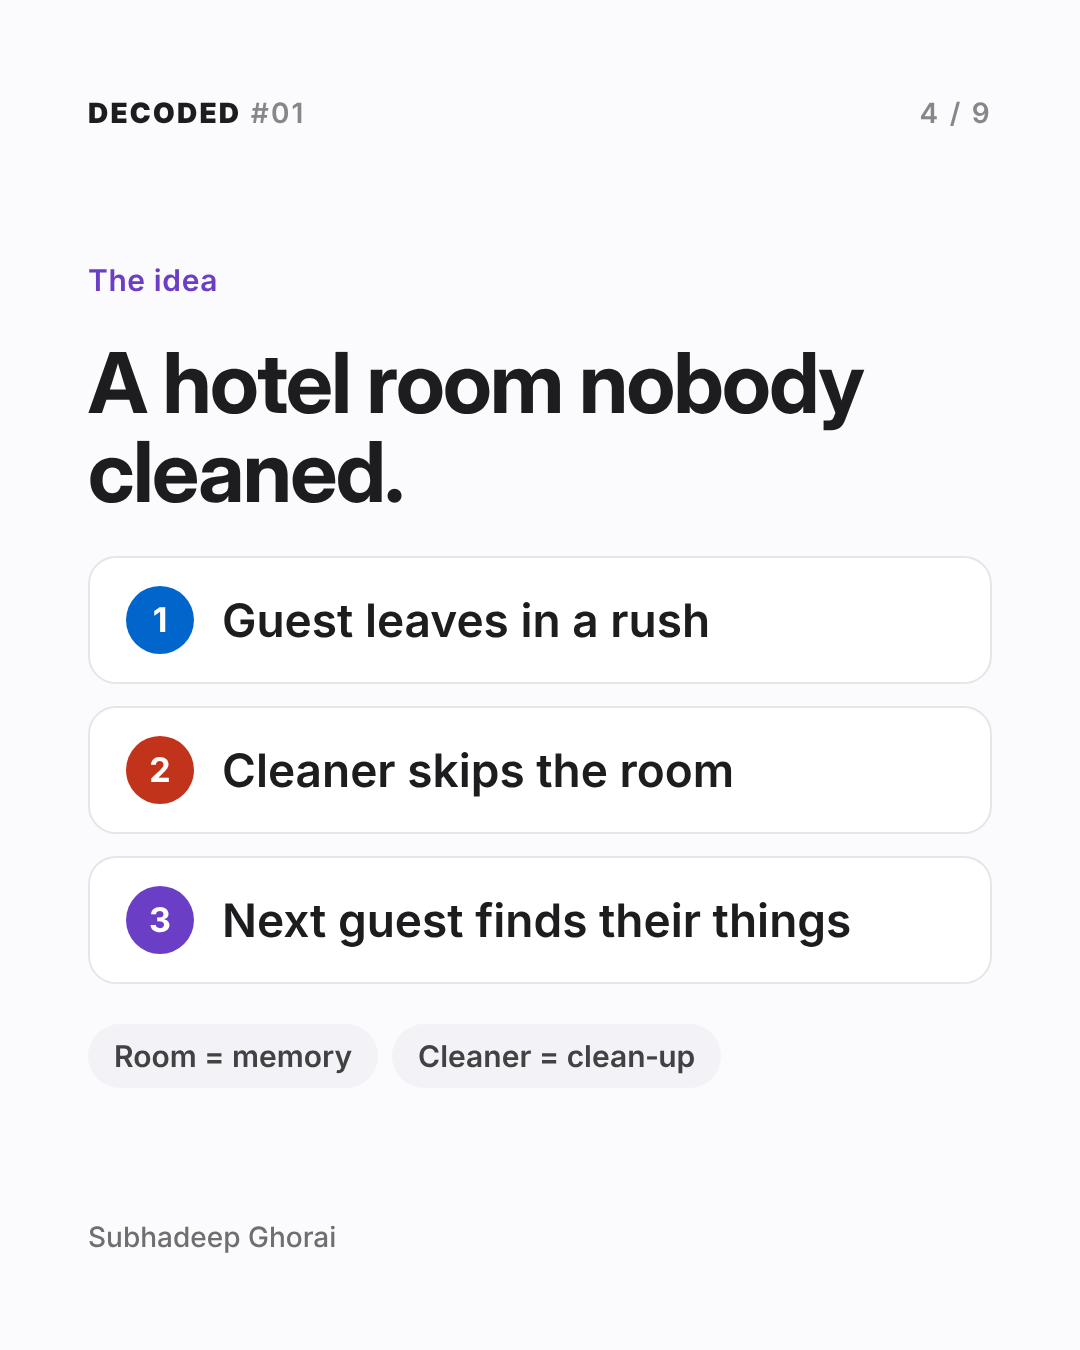 DECODED #01
4 / 9
The idea
A hotel room nobody
cleaned.
1 Guest leaves in a rush
2 Cleaner skips the room
3 Next guest finds their things
Room = memory
Cleaner = clean-up
Subhadeep Ghorai